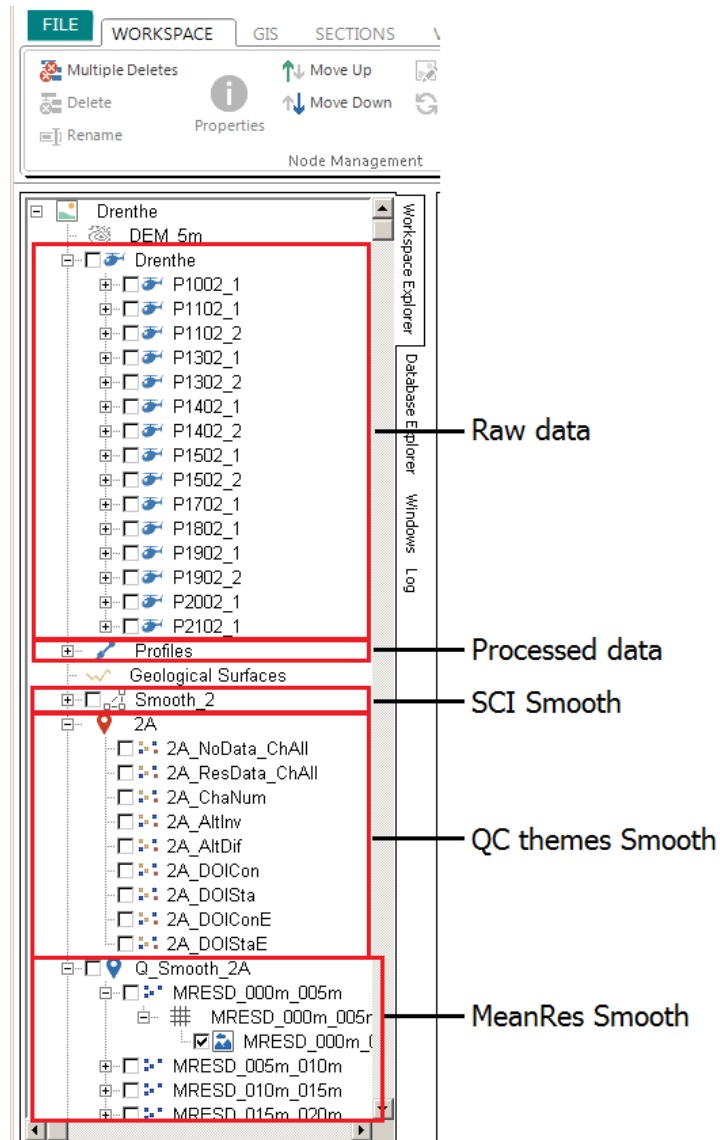 FILE WORKSPACE GIS SECTIONS
Multiple Deletes
Delete
Rename
Properties
Move Up
Move Down
Node Management
Drenthe
DEM_5m
Drenthe
P1002_1
P1102_1
P1102_2
P1302_1
P1302_2
P1402_1
P1402_2
P1502_1
P1502_2
P1702_1
P1802_1
P1902_1
P1902_2
P2002_1
P2102_1
Profiles
Geological Surfaces
Smooth_2
2A
2A_NoData_ChAll
2A_ResData_ChAll
2A_ChaNum
2A_AltInv
2A_AltDif
2A_DOICon
2A_DOISta
2A_DOIConE
2A_DOIStaE
Q_Smooth_2A
MRESD_000m_005m
MRESD_000m_005r
MRESD_000m_(
MRESD_005m_010m
MRESD_010m_015m
MRESD_015m_020m
Workspace Explorer
Database Explorer
Windows
Log
Raw data
Processed data
SCI Smooth
QC themes Smooth
MeanRes Smooth